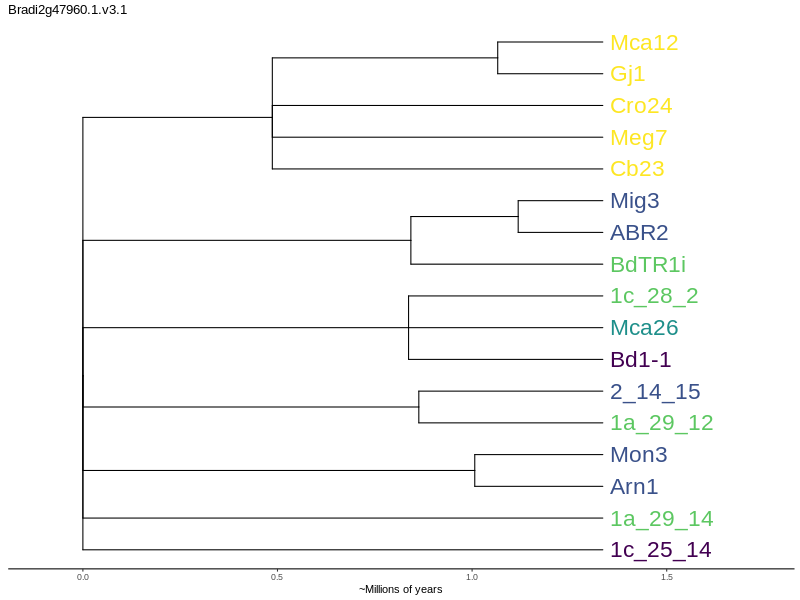 Bradi2g47960.1.v3.1
Mca12
Gj1
Cro24
Meg7
Cb23
Mig3
ABR2
BdTR1i
1c_28_2
Mca26
Bd1-1
2_14_15
1a_29_12
Mon3
Arn1
1a_29_14
1c_25_14
0.0 0.5 1.0 1.5
~Millions of years